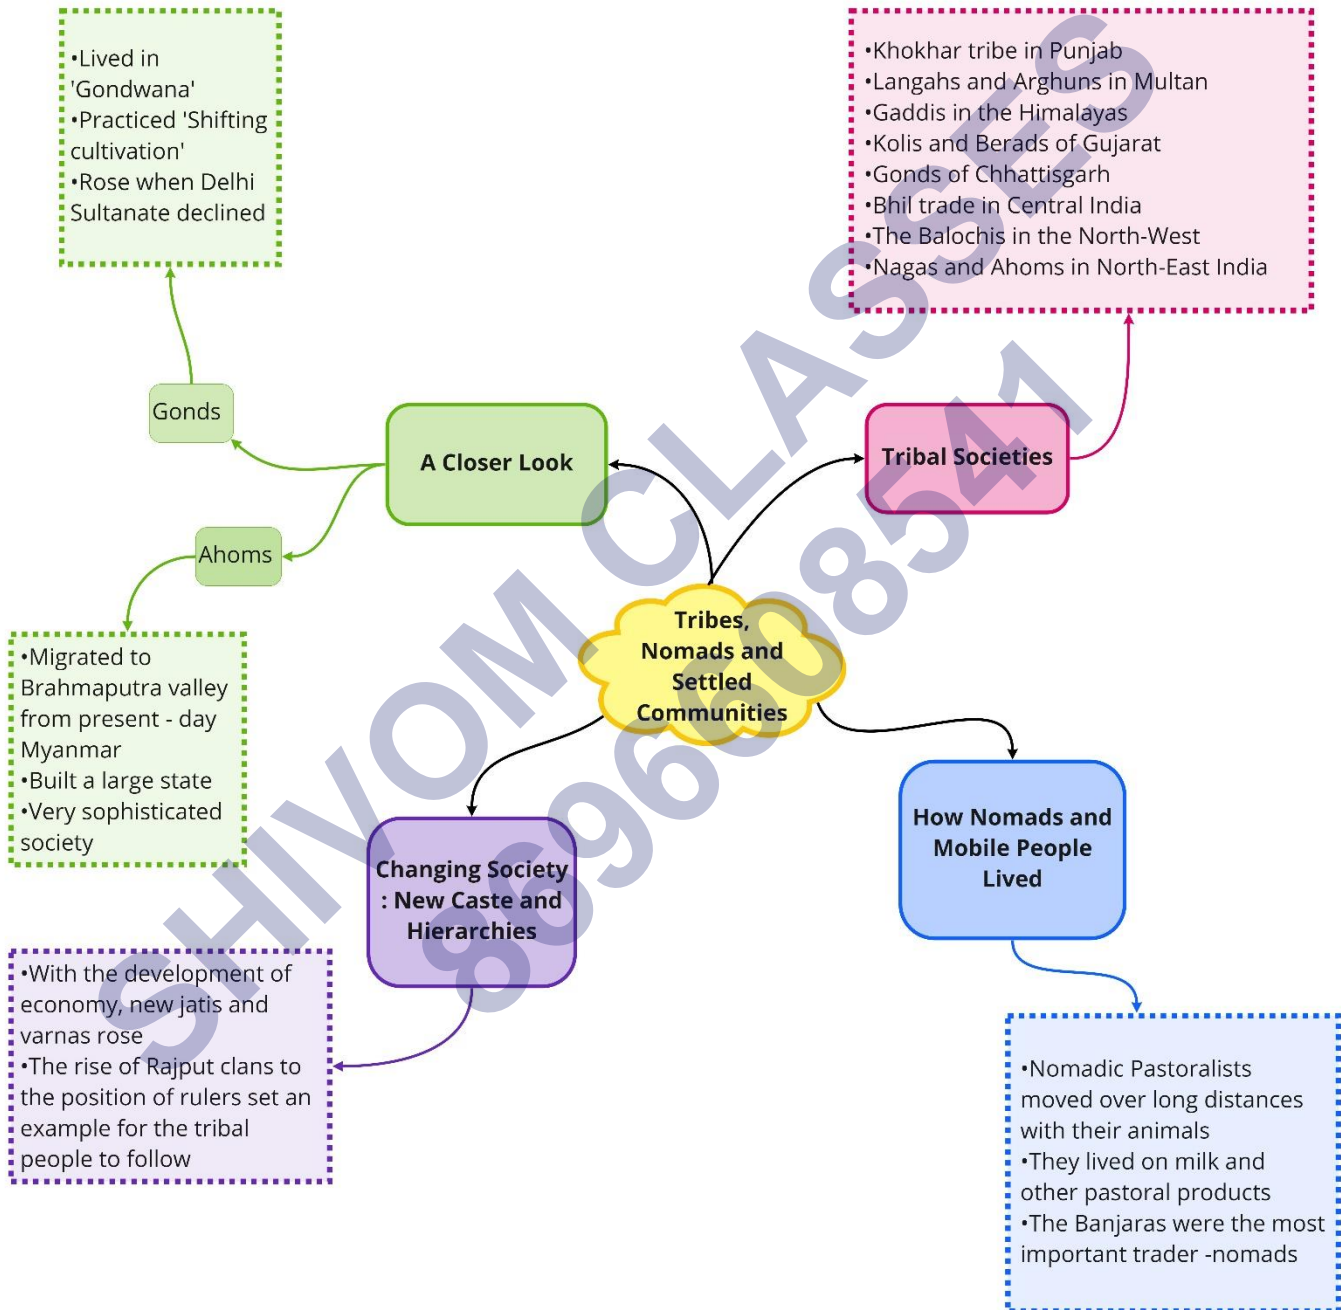 •Lived in
'Gondwana'
•Practiced 'Shifting
cultivation'
•Rose when Delhi
Sultanate declined
•Khokhar tribe in Punjab
•Langahs and Arghuns in Multan
•Gaddis in the Himalayas
•Kolis and Berads of Gujarat
•Gonds of Chhattisgarh
•Bhil trade in Central India
•The Balochis in the North-West
•Nagas and Ahoms in North-East India
Gonds
A Closer Look
Tribal Societies
Ahoms
Tribes,
Nomads and
Settled
Communities
•Migrated to
Brahmaputra valley
from present - day
Myanmar
•Built a large state
•Very sophisticated
society
Changing Society
: New Caste and
Hierarchies
How Nomads and
Mobile People
Lived
•With the development of
economy, new jatis and
varnas rose
•The rise of Rajput clans to
the position of rulers set an
example for the tribal
people to follow
•Nomadic Pastoralists
moved over long distances
with their animals
•They lived on milk and
other pastoral products
•The Banjaras were the most
important trader -nomads
SHIVOM CLASSES
8696608541